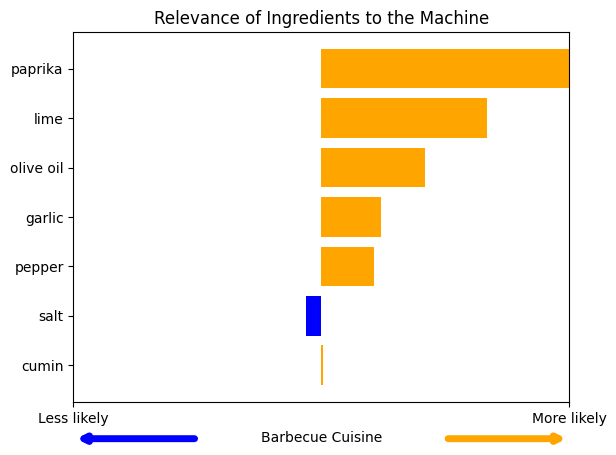 Relevance of Ingredients to the Machine
paprika
lime
olive oil
garlic
pepper
salt
cumin
Less likely
More likely
Barbecue Cuisine